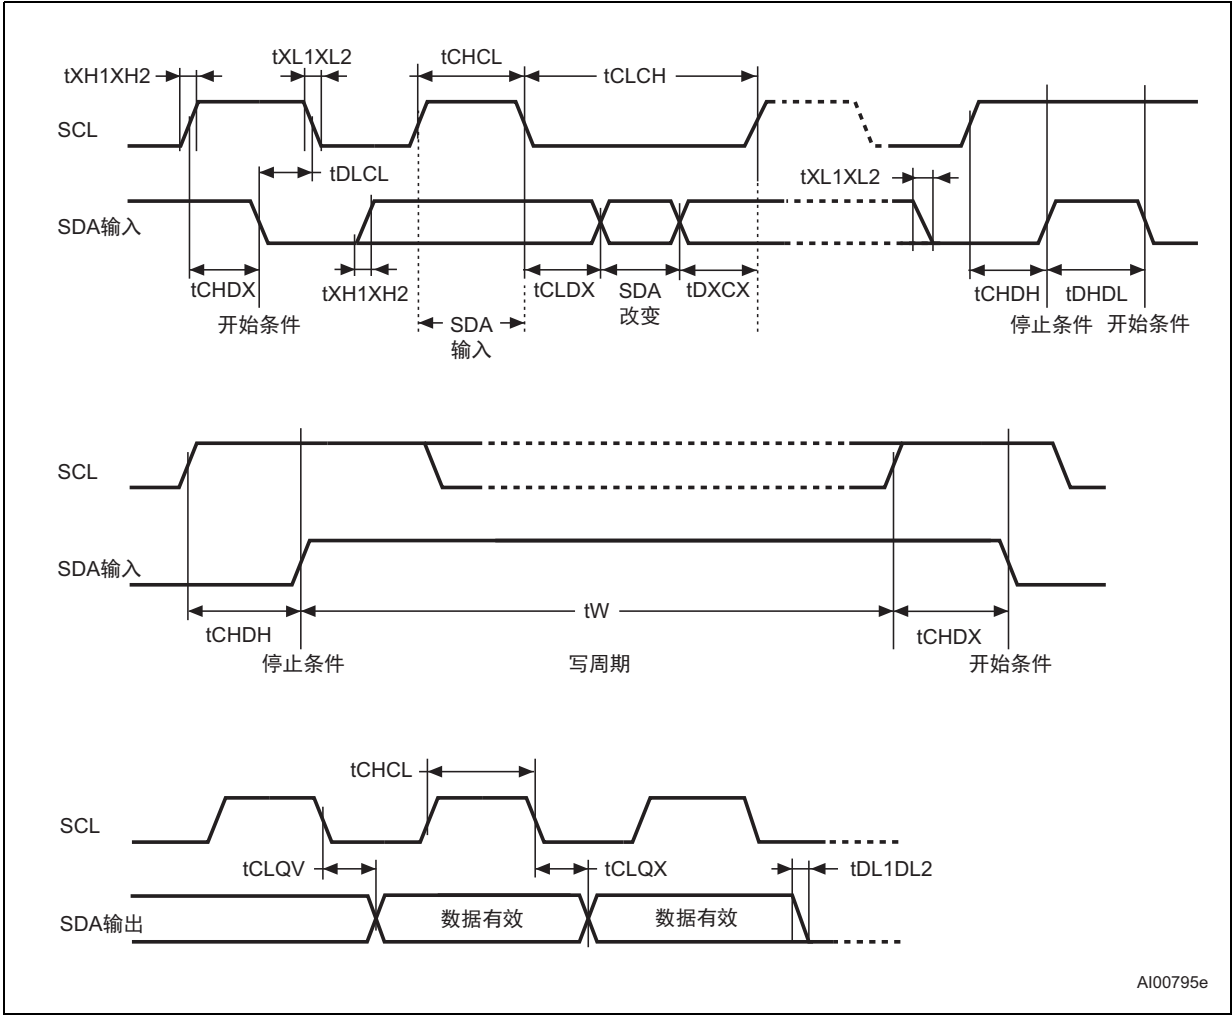 tXH1XH2
tXL1XL2
tCHCL
tCLCH
SCL
tDLCL
tXL1XL2
SDA输入
tCHDX
tXH1XH2
tCLDX
SDA
改变
tDXCX
tCHDH
tDHDL
开始条件
SDA
输入
停止条件
开始条件
SCL
SDA输入
tCHDH
tW
tCHDX
停止条件
写周期
开始条件
tCHCL
SCL
tCLQV
tCLQX
tDL1DL2
SDA输出
数据有效
数据有效
AI00795e